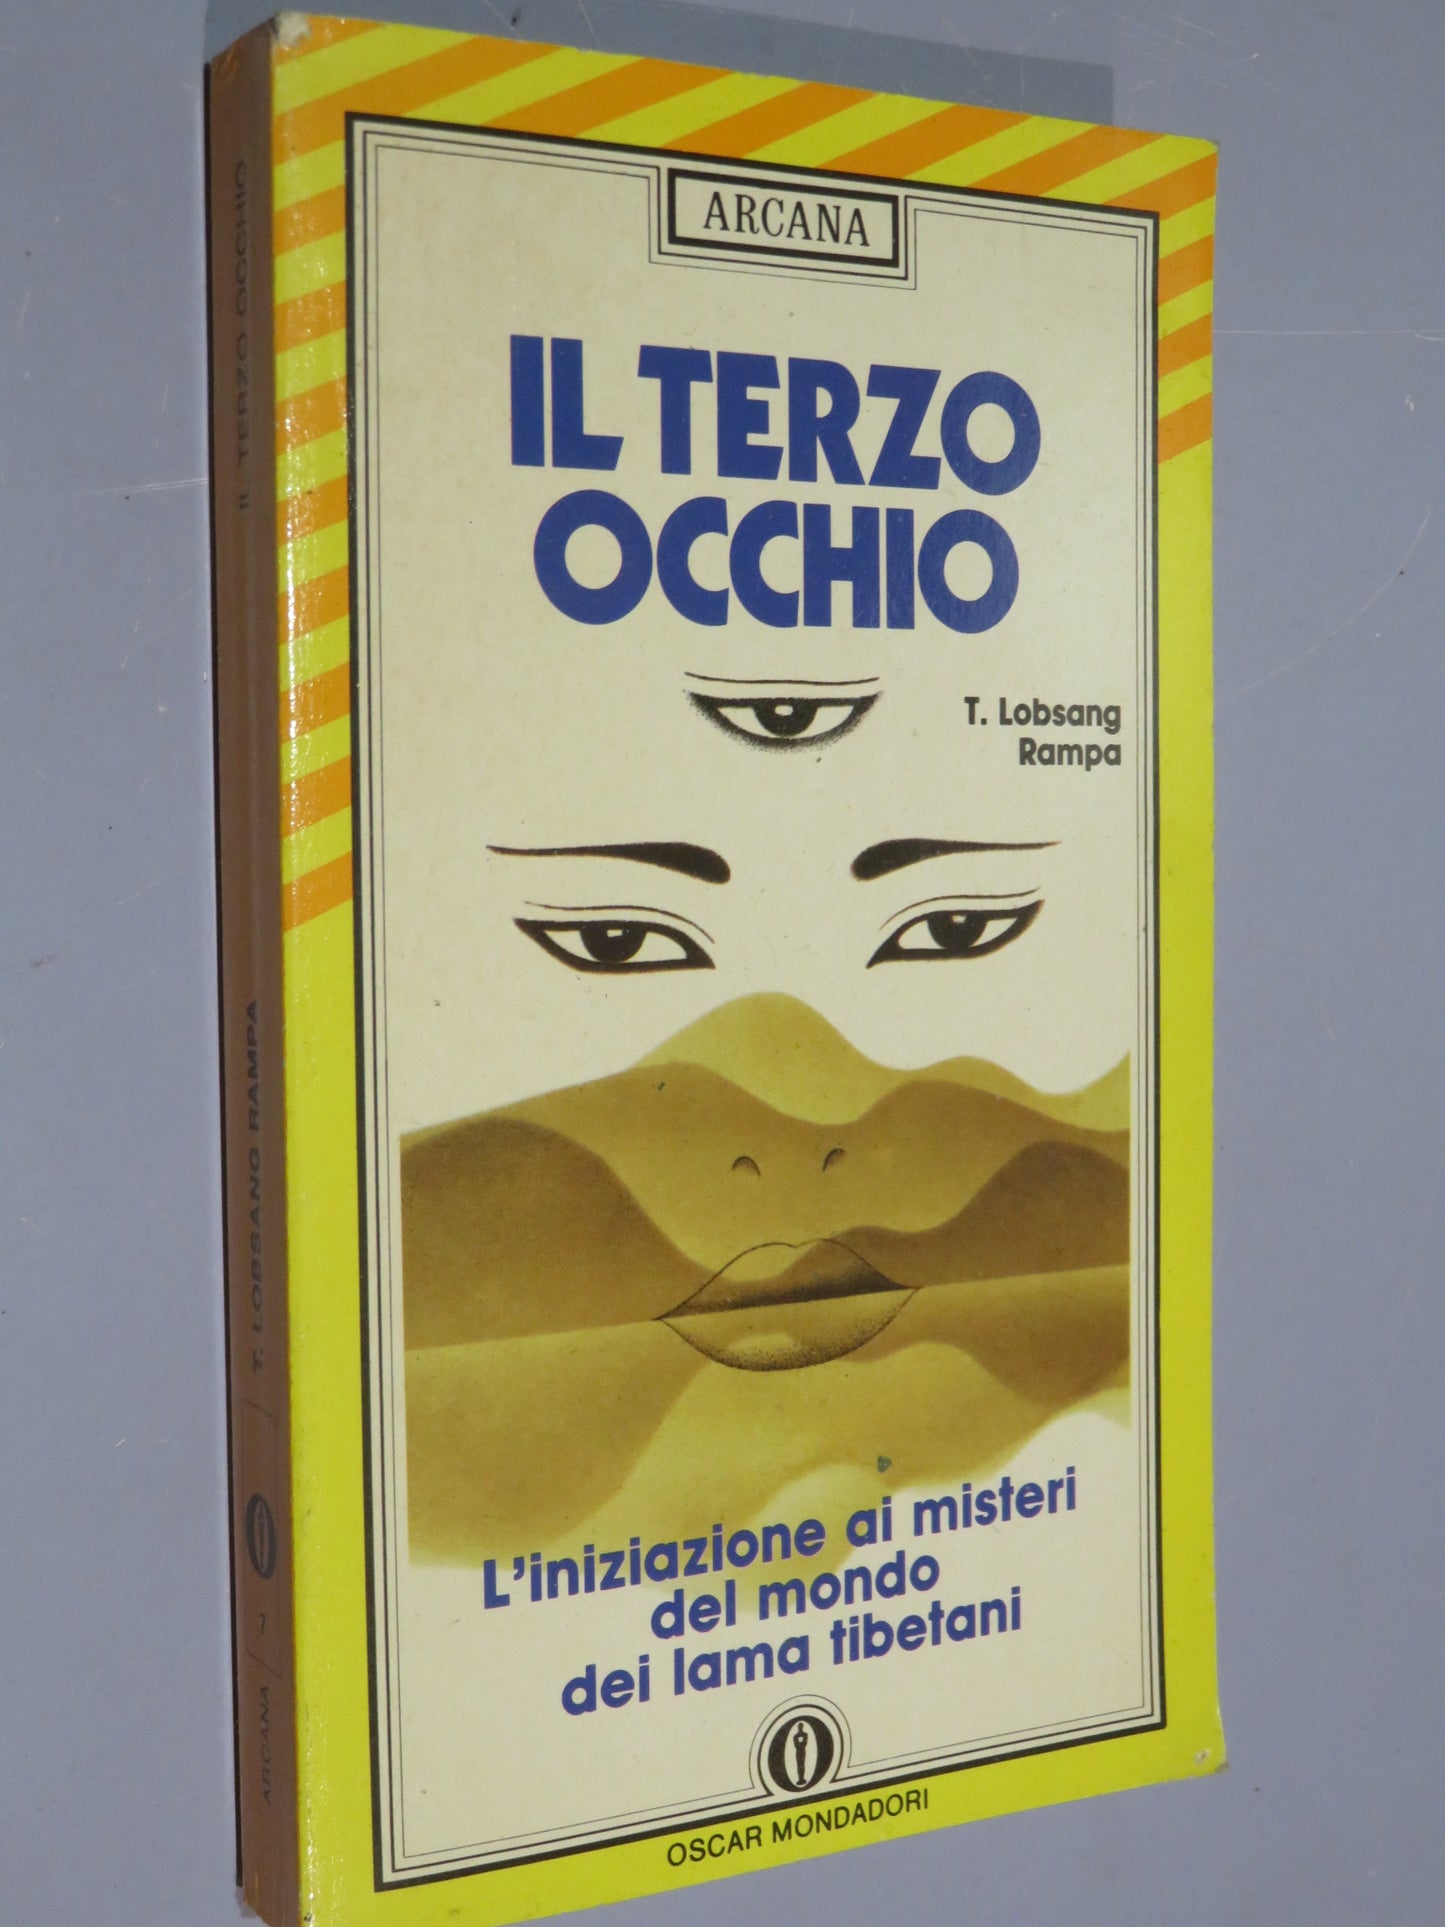 ARCANA
IL TERZO
OCCHIO
T. Lobsang
Rampa
L'iniziazione ai misteri
del mondo
dei lama tibetani
OSCAR MONDADORI
IL TERZO OCCHIO
T. LOBSANG RAMPA
7
ARCANA